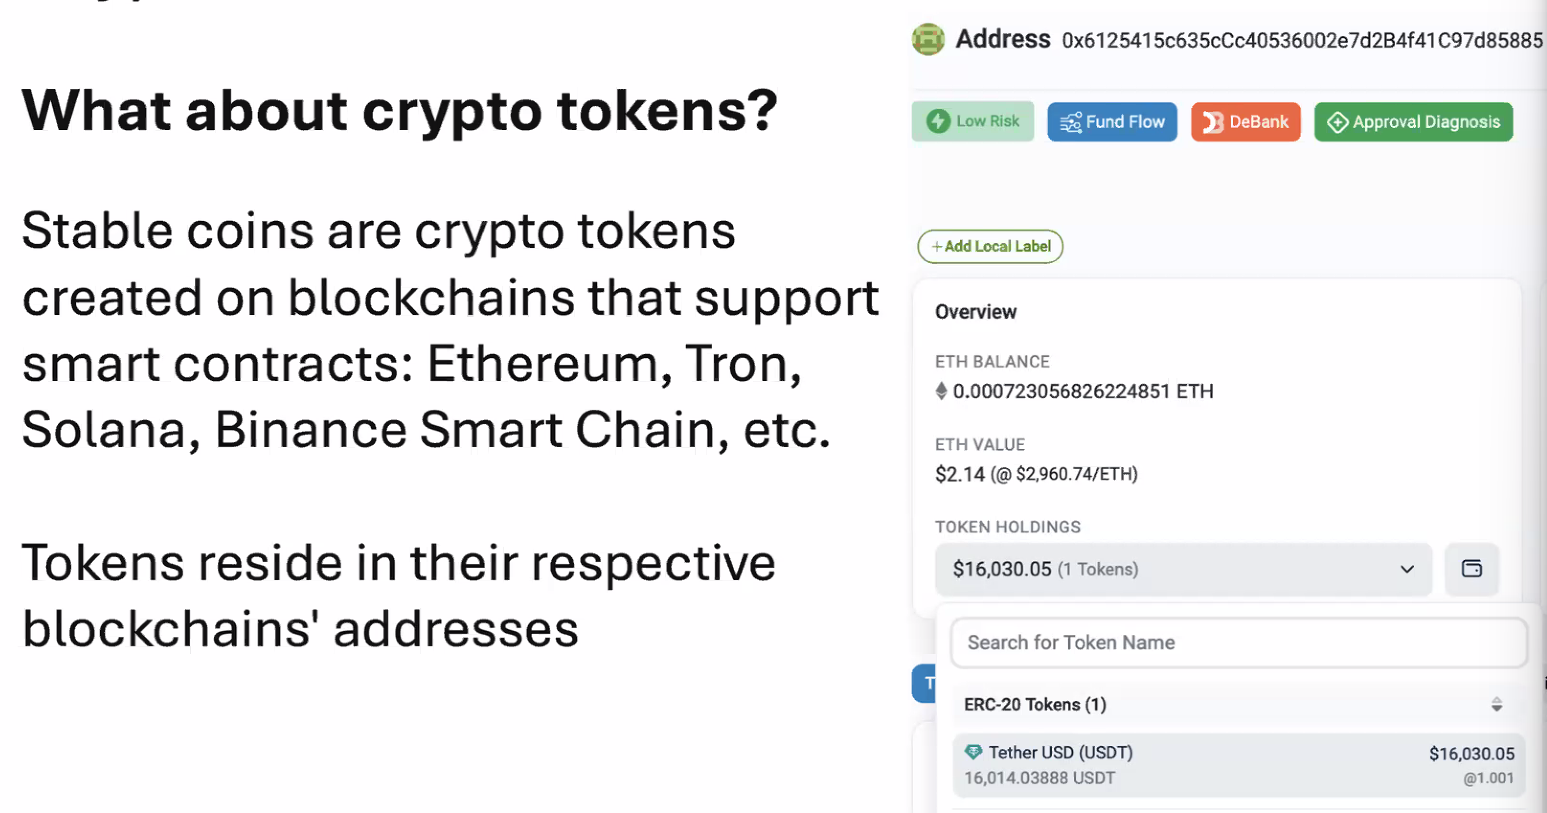 What about crypto tokens?
Stable coins are crypto tokens
created on blockchains that support
smart contracts: Ethereum, Tron,
Solana, Binance Smart Chain, etc.
Tokens reside in their respective
blockchains' addresses
Address 0x6125415c635cCc40536002e7d2B4f41C97d85885
Low Risk
Fund Flow
DeBank
Approval Diagnosis
+Add Local Label
Overview
ETH BALANCE
0.000723056826224851 ETH
ETH VALUE
$2.14 (@ $2,960.74/ETH)
TOKEN HOLDINGS
$16,030.05 (1 Tokens)
Search for Token Name
ERC-20 Tokens (1)
Tether USD (USDT) $16,030.05
16,014.03888 USDT @1.001